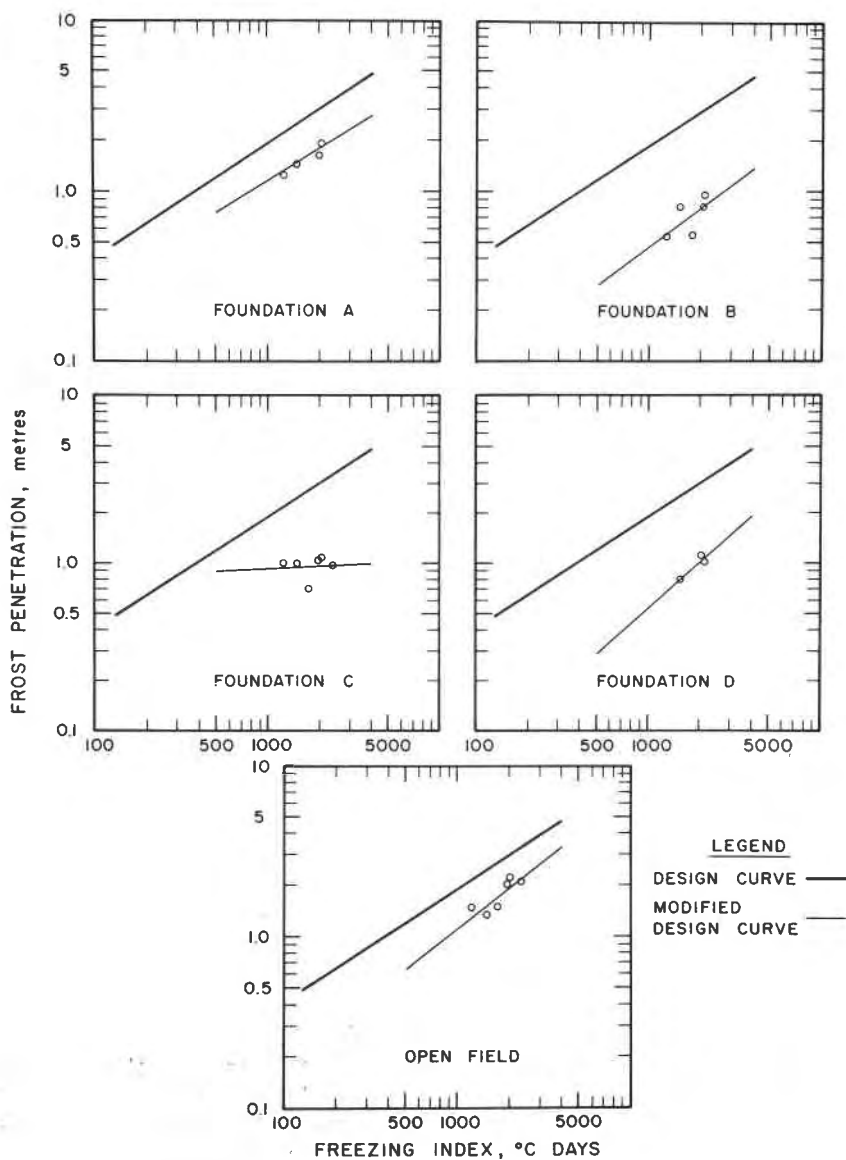 10
5
1.0
0.5
0.1
FOUNDATION A
FOUNDATION B
10
5
1.0
0.5
0.1
FOUNDATION C
FOUNDATION D
100 500 1000 5000
100 500 1000 5000
FROST PENETRATION, metres
10
5
1.0
0.5
0.1
OPEN FIELD
100 500 1000 5000
FREEZING INDEX, °C DAYS
LEGEND
DESIGN CURVE
MODIFIED
DESIGN CURVE